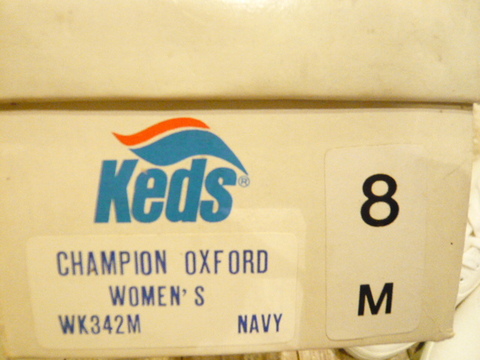 Keds®
8
CHAMPION OXFORD
WOMEN'S
WK342M NAVY
M